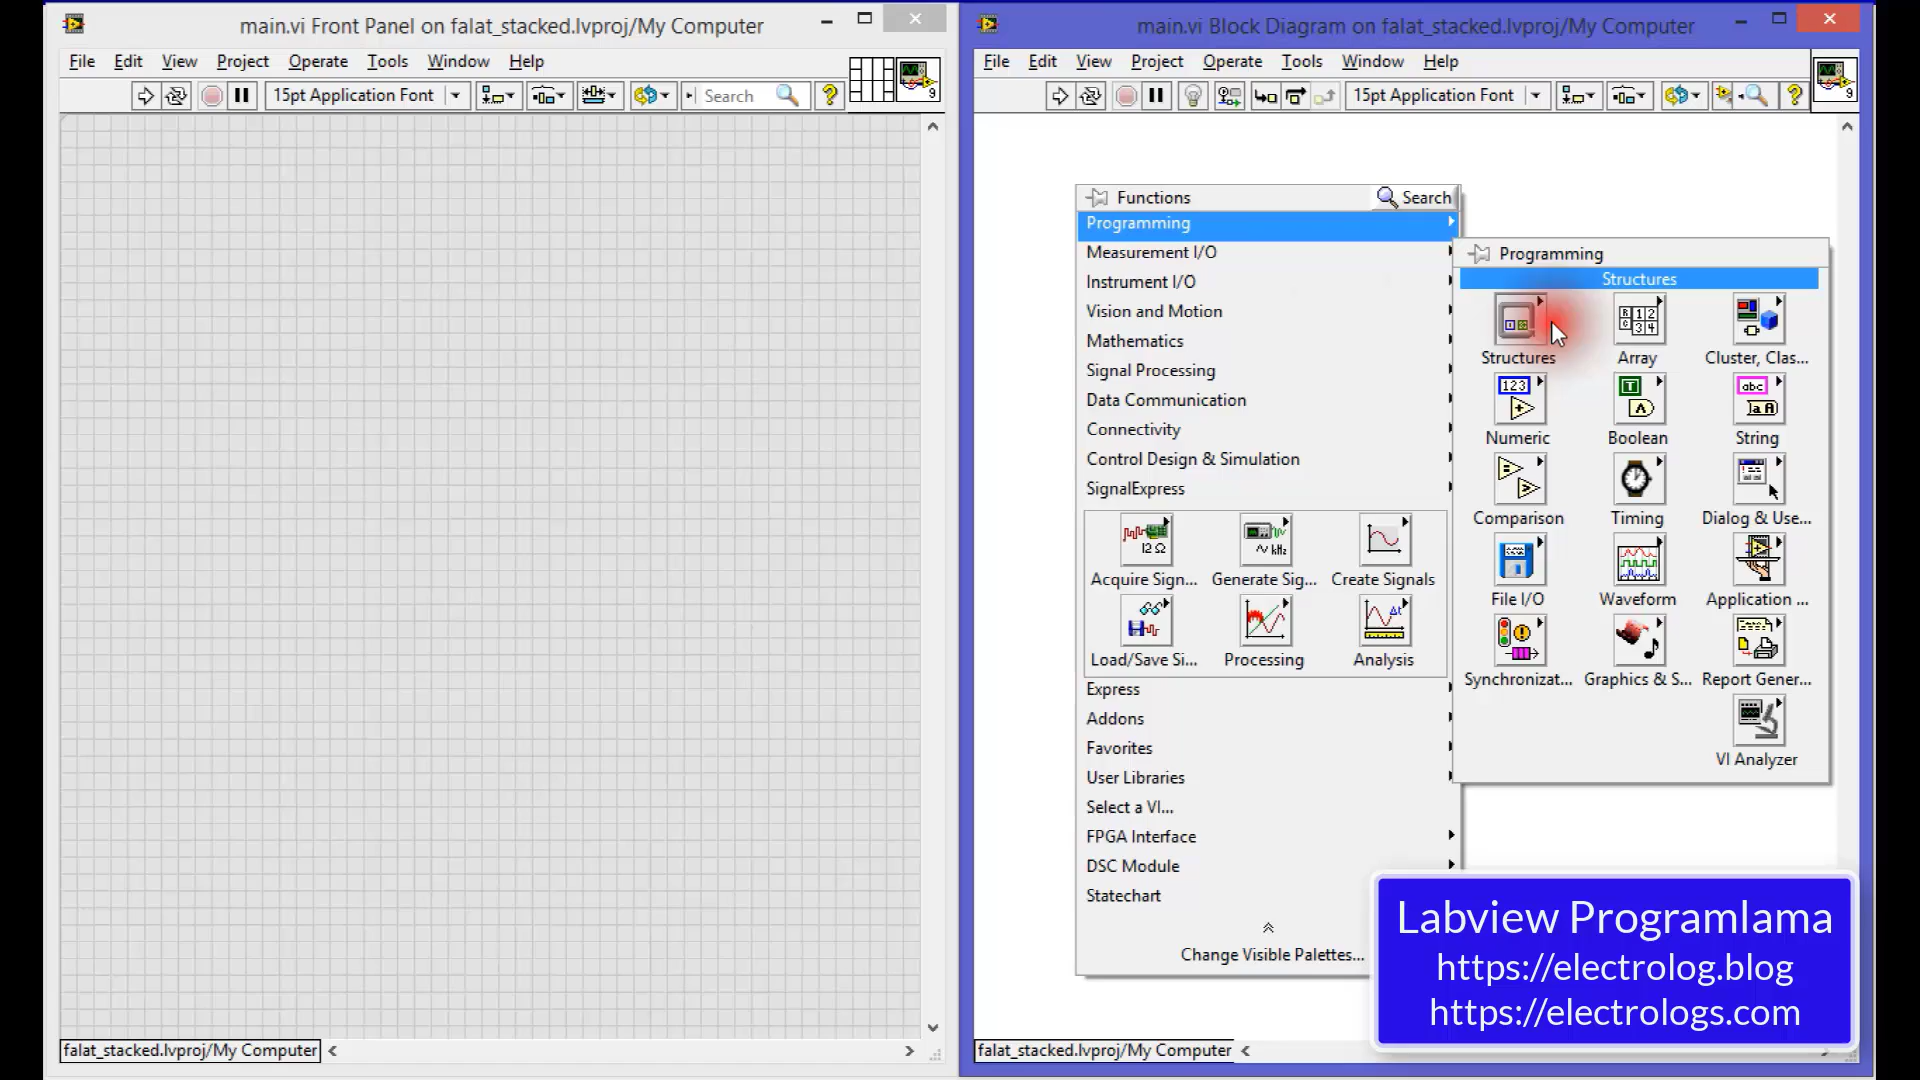 main.vi Front Panel on falat_stacked.lvproj/My Computer
File Edit View Project Operate Tools Window Help
15pt Application Font
Search
9
falat_stacked.lvproj/My Computer
main.vi Block Diagram on falat_stacked.lvproj/My Computer
File Edit View Project Operate Tools Window Help
15pt Application Font
9
Functions
Search
Programming
Measurement I/O
Instrument I/O
Vision and Motion
Mathematics
Signal Processing
Data Communication
Connectivity
Control Design & Simulation
SignalExpress
Acquire Sign... Generate Sig... Create Signals
Load/Save Si... Processing Analysis
Express
Addons
Favorites
User Libraries
Select a VI...
FPGA Interface
DSC Module
Statechart
Change Visible Palettes...
Programming
Structures
Structures Array Cluster, Clas...
Numeric Boolean String
Comparison Timing Dialog & Use...
File I/O Waveform Application ...
Synchronizat... Graphics & S... Report Gener...
VI Analyzer
Labview Programlama
https://electrolog.blog
https://electrologs.com
falat_stacked.lvproj/My Computer